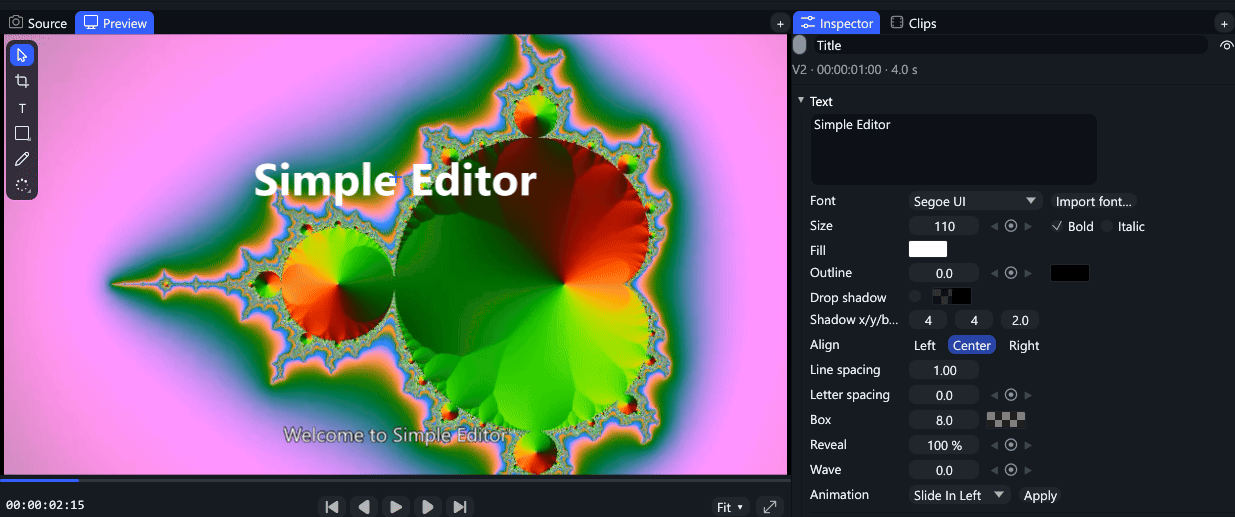 Source Preview +
Inspector Clips +
Title
V2 · 00:00:01:00 · 4.0 s
Text
Simple Editor
T
Simple Editor
Welcome to Simple Editor
Font Segoe UI Import font...
Size 110 Bold Italic
Fill
Outline 0.0
Drop shadow
Shadow x/y/b... 4 4 2.0
Align Left Center Right
Line spacing 1.00
Letter spacing 0.0
Box 8.0
Reveal 100 %
Wave 0.0
Animation Slide In Left Apply
00:00:02:15 Fit